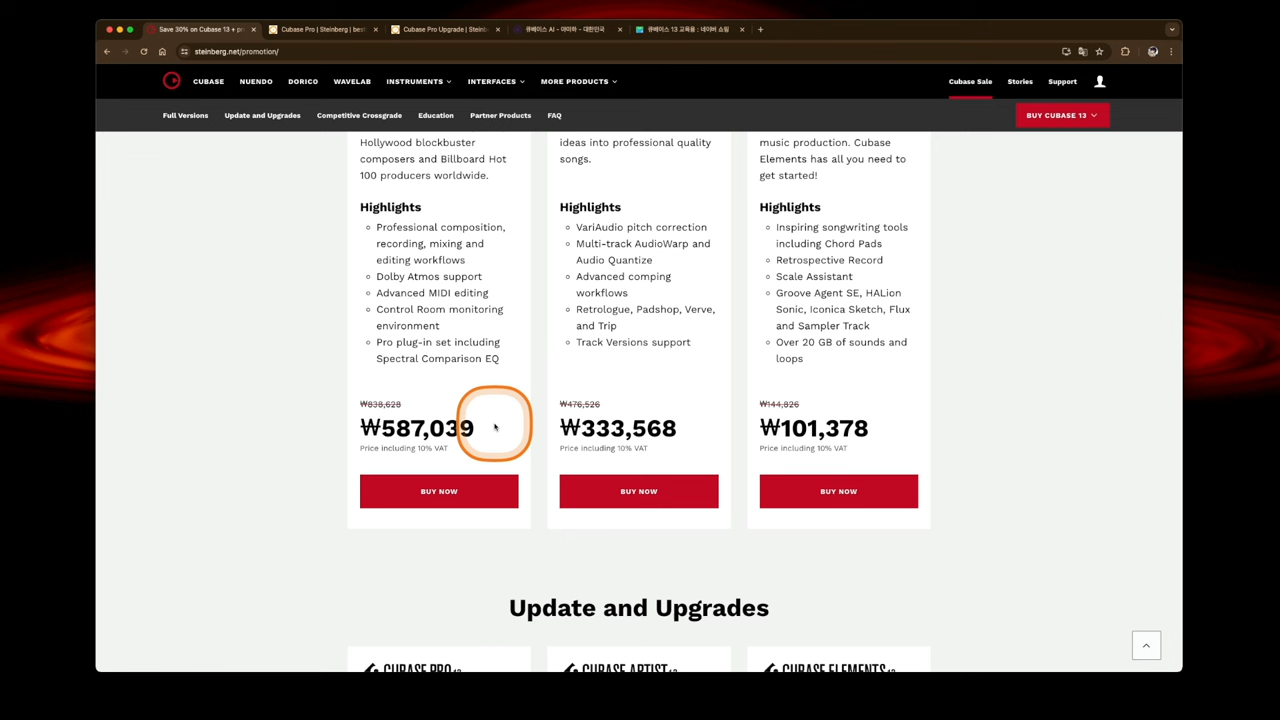 Save 30% on Cubase 13 + p
Cubase Pro | Steinberg | bes
Cubase Pro Upgrade | Steinb
큐베이스 AI - 야마하 - 대한민국
큐베이스 13 교육용 : 네이버 쇼핑
steinberg.net/promotion/
CUBASE NUENDO DORICO WAVELAB INSTRUMENTS INTERFACES MORE PRODUCTS Cubase Sale Stories Support
Full Versions Update and Upgrades Competitive Crossgrade Education Partner Products FAQ BUY CUBASE 13
Hollywood blockbuster
composers and Billboard Hot
100 producers worldwide.
Highlights
Professional composition,
recording, mixing and
editing workflows
Dolby Atmos support
Advanced MIDI editing
Control Room monitoring
environment
Pro plug-in set including
Spectral Comparison EQ
₩838,628
₩587,039
Price including 10% VAT
BUY NOW
ideas into professional quality
songs.
Highlights
VariAudio pitch correction
Multi-track AudioWarp and
Audio Quantize
Advanced comping
workflows
Retrologue, Padshop, Verve,
and Trip
Track Versions support
₩476,526
₩333,568
Price including 10% VAT
BUY NOW
music production. Cubase
Elements has all you need to
get started!
Highlights
Inspiring songwriting tools
including Chord Pads
Retrospective Record
Scale Assistant
Groove Agent SE, HALion
Sonic, Iconica Sketch, Flux
and Sampler Track
Over 20 GB of sounds and
loops
₩144,826
₩101,378
Price including 10% VAT
BUY NOW
Update and Upgrades
CUBASE PRO 13
CUBASE ARTIST 13
CUBASE ELEMENTS 13